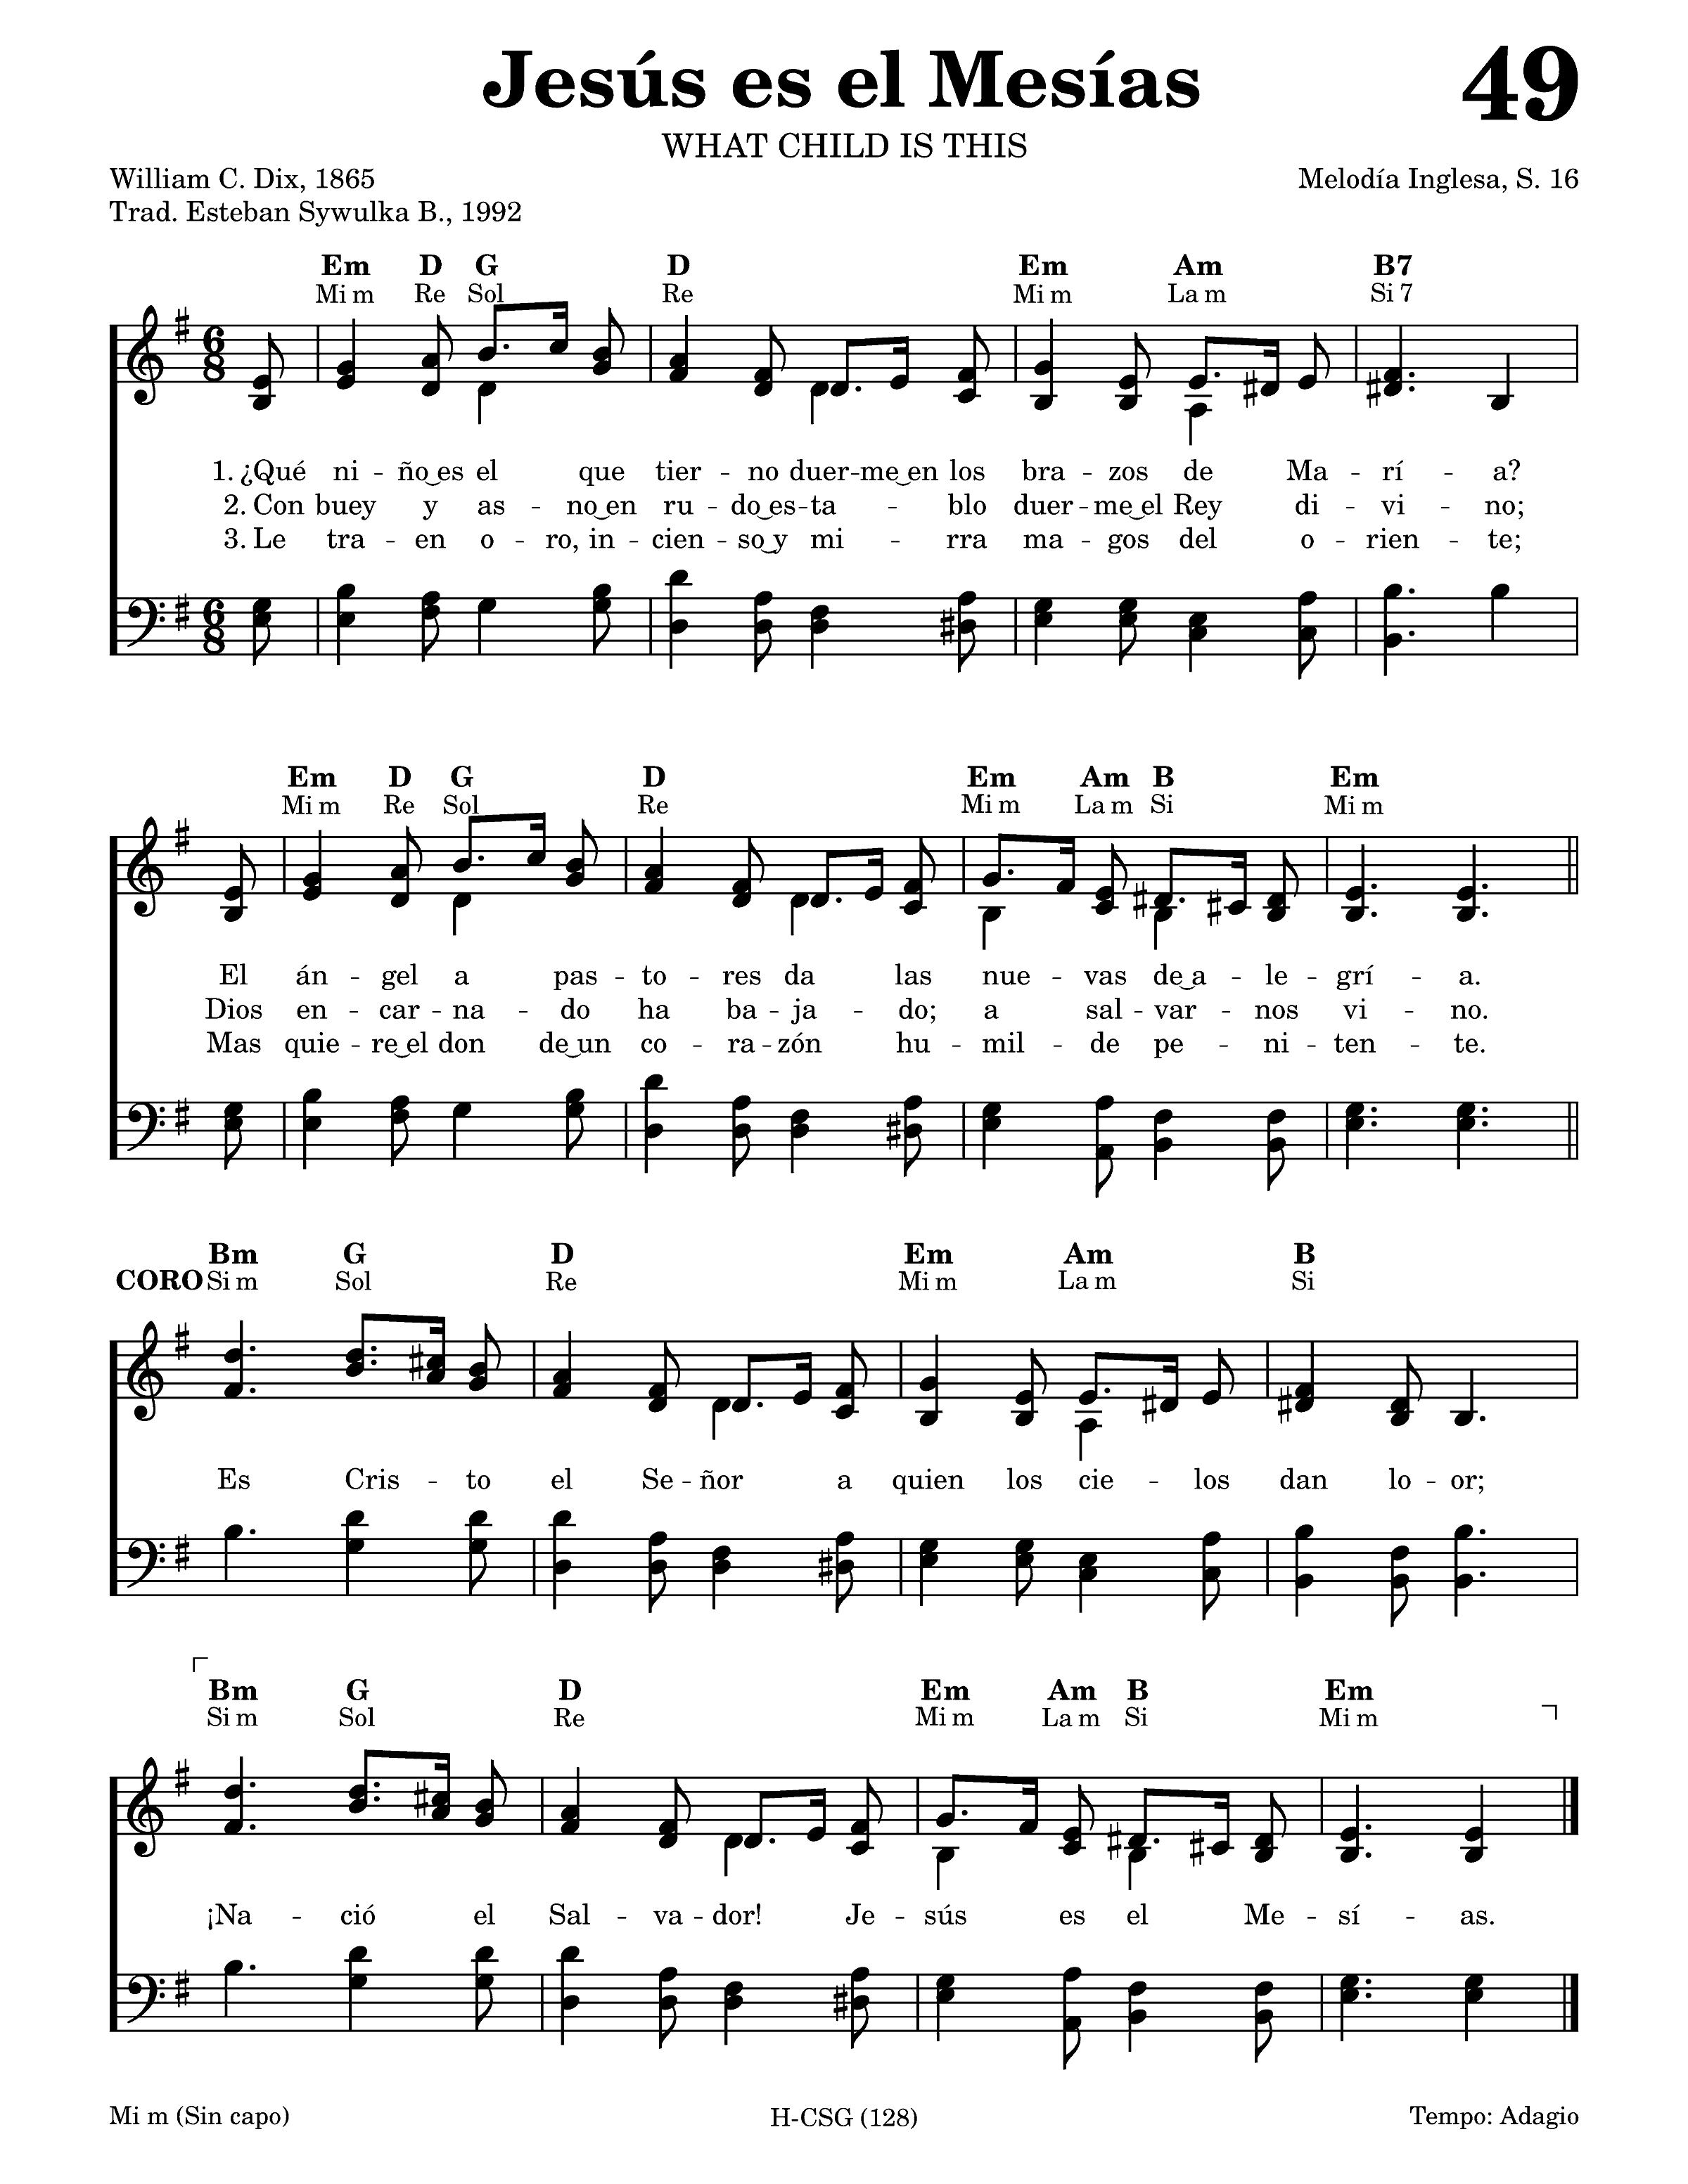 Jesús es el Mesías 49
WHAT CHILD IS THIS
William C. Dix, 1865 Melodía Inglesa, S. 16
Trad. Esteban Sywulka B., 1992
Em D G D Em Am B7
Mi m Re Sol Re Mi m La m Si 7
6 8
1. ¿Qué ni -- ño‿es el que tier -- no duer -- me‿en los bra -- zos de Ma -- rí -- a?
2. Con buey y as -- no‿en ru -- do‿es -- ta -- blo duer -- me‿el Rey di -- vi -- no;
3. Le tra -- en o -- ro, in -- cien -- so‿y mi -- rra ma -- gos del o -- rien -- te;
6 8
Em D G D Em Am B Em
Mi m Re Sol Re Mi m La m Si Mi m
El án -- gel a pas -- to -- res da las nue -- vas de‿a -- le -- grí -- a.
Dios en -- car -- na -- do ha ba -- ja -- do; a sal -- var -- nos vi -- no.
Mas quie -- re‿el don de‿un co -- ra -- zón hu -- mil -- de pe -- ni -- ten -- te.
Bm G D Em Am B
CORO Si m Sol Re Mi m La m Si
Es Cris -- to el Se -- ñor a quien los cie -- los dan lo -- or;
Bm G D Em Am B Em
Si m Sol Re Mi m La m Si Mi m
¡Na -- ció el Sal -- va -- dor! Je -- sús es el Me -- sí -- as.
Mi m (Sin capo) H-CSG (128) Tempo: Adagio